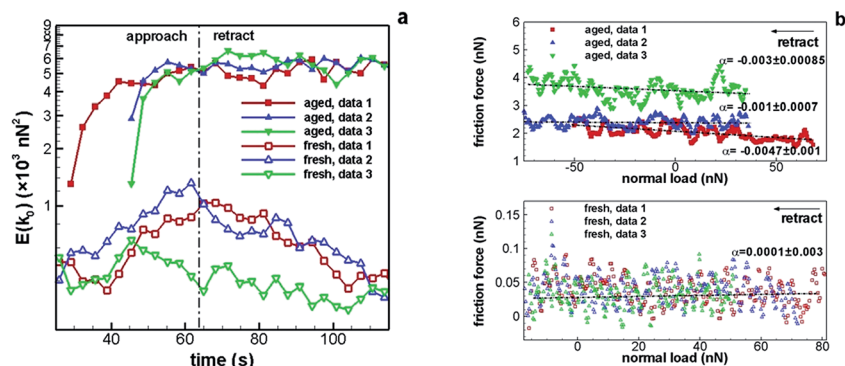 a
approach
retract
9
8
7
6
5
4
3
2
1
E(k0) (×10³ nN²)
aged, data 1
aged, data 2
aged, data 3
fresh, data 1
fresh, data 2
fresh, data 3
40
60
80
100
time (s)
b
6
5
4
3
2
1
friction force (nN)
aged, data 1
aged, data 2
aged, data 3
retract
α= -0.003±0.00085
α= -0.001±0.0007
α= -0.0047±0.001
-50
0
50
normal load (nN)
0.15
0.1
0.05
0
friction force (nN)
fresh, data 1
fresh, data 2
fresh, data 3
retract
α=0.0001±0.003
0
20
40
60
80
normal load (nN)